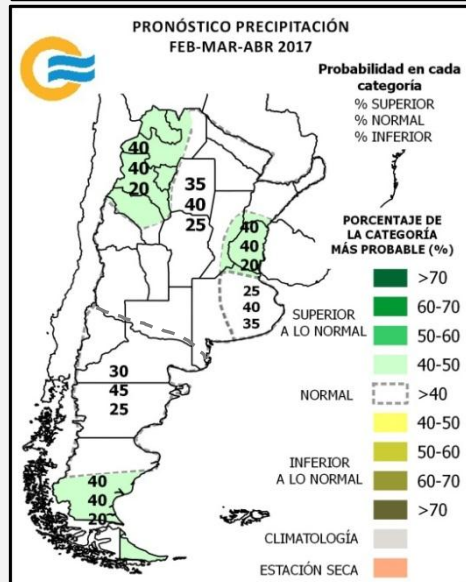 PRONÓSTICO PRECIPITACIÓN
FEB-MAR-ABR 2017
Probabilidad en cada
categoría
% SUPERIOR
% NORMAL
% INFERIOR
40
40
20
35
40
25
40
40
20
25
40
35
30
45
25
40
40
20
PORCENTAJE DE
LA CATEGORÍA
MÁS PROBABLE (%)
SUPERIOR
A LO NORMAL
>70
60-70
50-60
40-50
NORMAL
>40
INFERIOR
A LO NORMAL
40-50
50-60
60-70
>70
CLIMATOLOGÍA
ESTACIÓN SECA